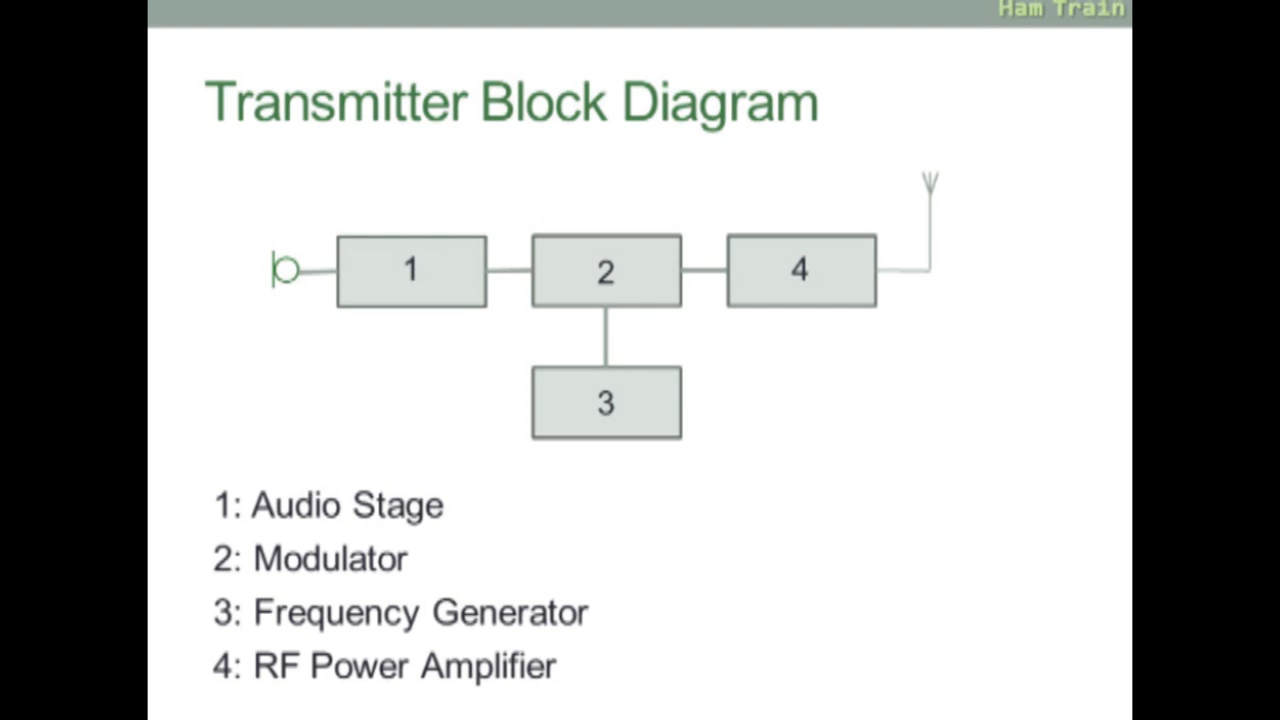 Ham Train
Transmitter Block Diagram
1
2
4
3
1: Audio Stage
2: Modulator
3: Frequency Generator
4: RF Power Amplifier